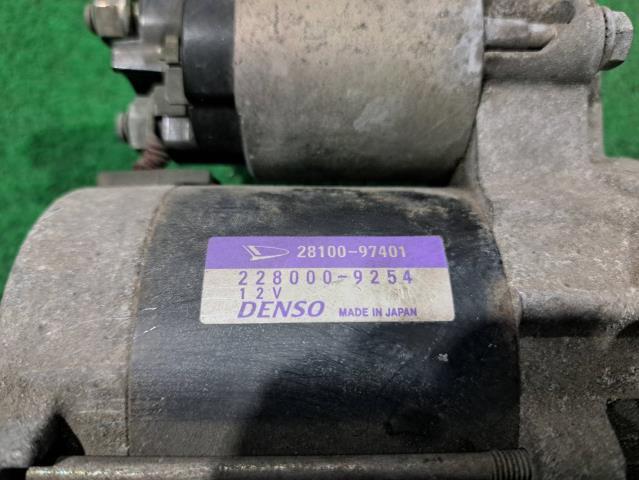 28100-97401
228000-9254
12V
DENSO MADE IN JAPAN